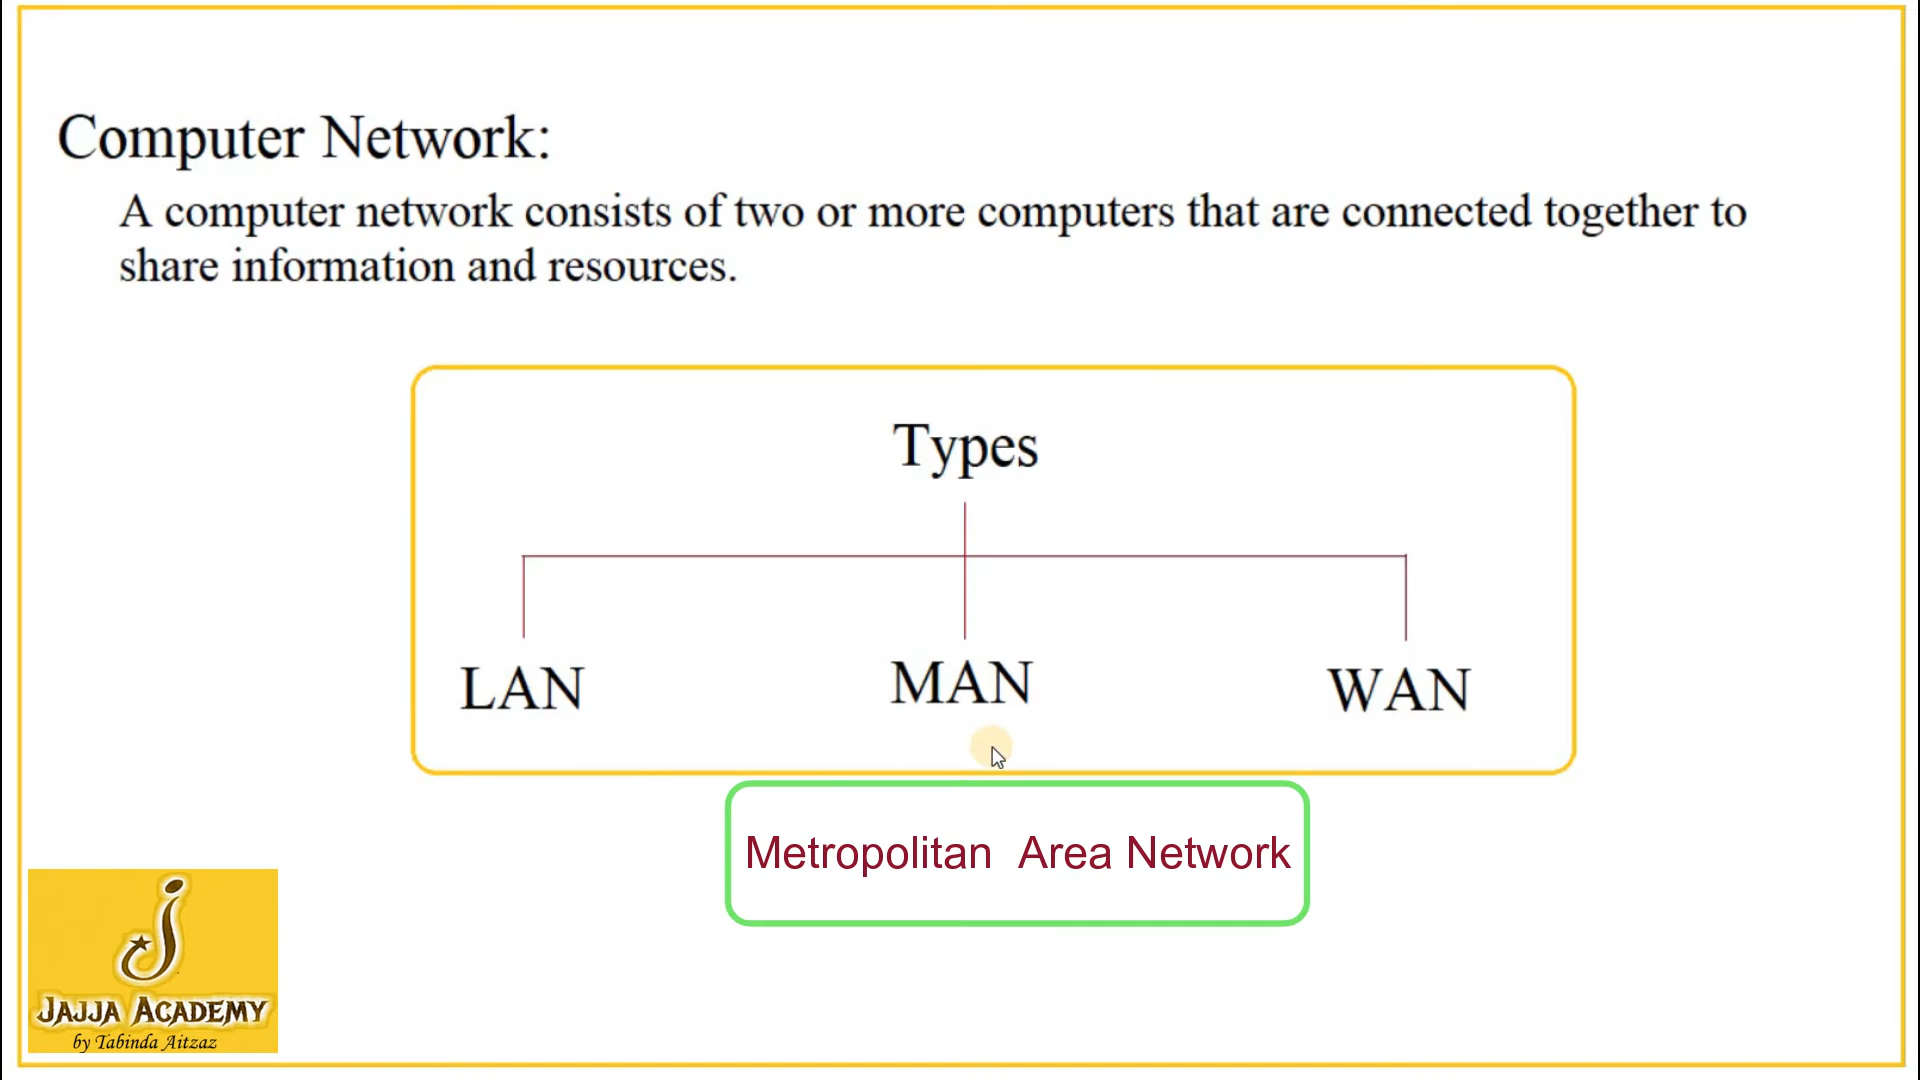 Computer Network:
A computer network consists of two or more computers that are connected together to
share information and resources.
Types
LAN MAN WAN
Metropolitan Area Network
JAJJA ACADEMY
by Tabinda Aitzaz